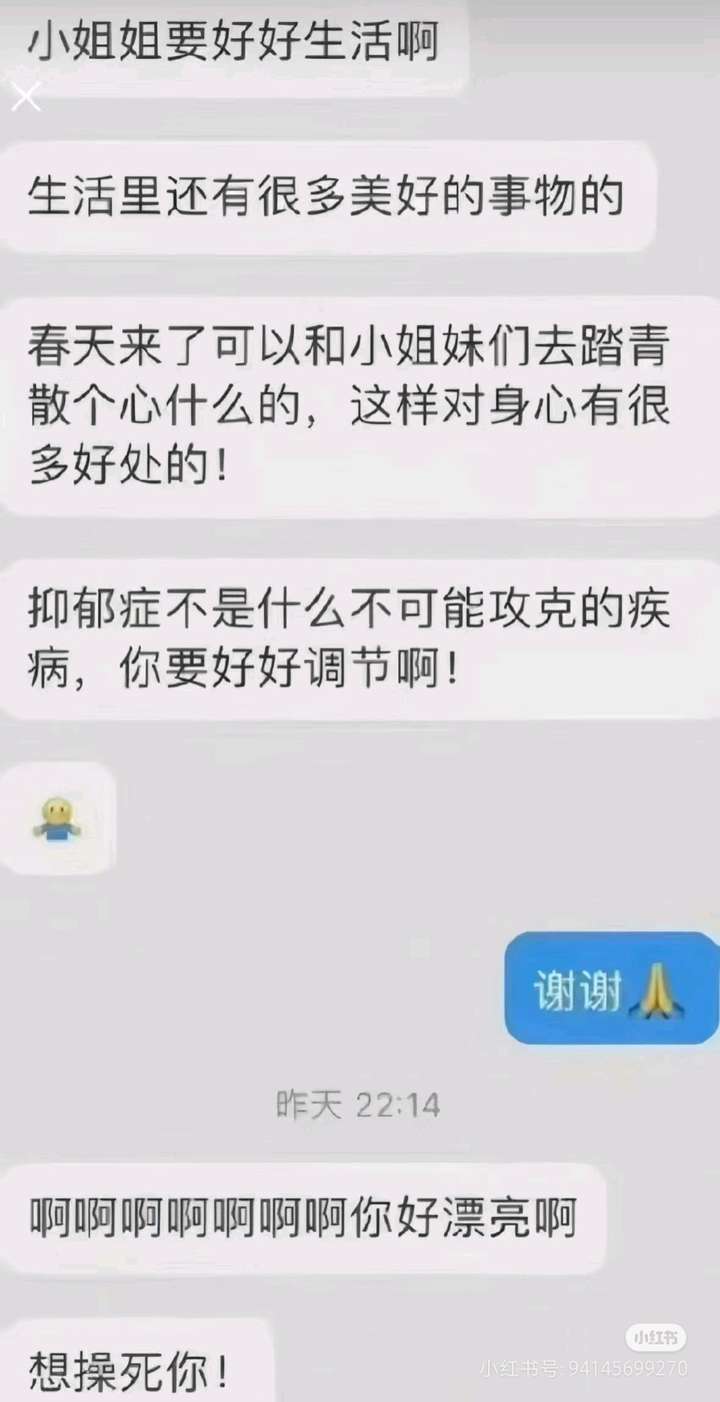 小姐姐要好好生活啊
生活里还有很多美好的事物的
春天来了可以和小姐妹们去踏青
散个心什么的，这样对身心有很
多好处的！
抑郁症不是什么不可能攻克的疾
病，你要好好调节啊！
谢谢🙏
昨天 22:14
啊啊啊啊啊啊啊你好漂亮啊
想操死你！
小红书
小红书号:94145699270